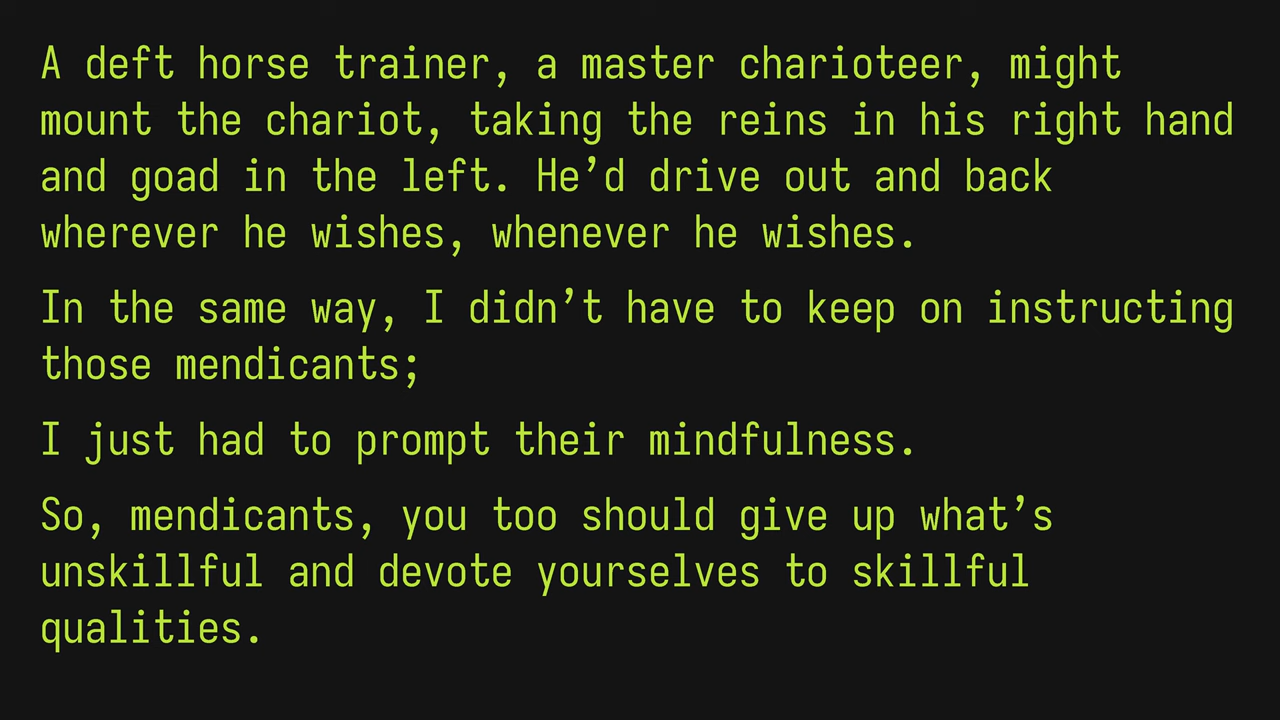 A deft horse trainer, a master charioteer, might
mount the chariot, taking the reins in his right hand
and goad in the left. He’d drive out and back
wherever he wishes, whenever he wishes.
In the same way, I didn’t have to keep on instructing
those mendicants;
I just had to prompt their mindfulness.
So, mendicants, you too should give up what’s
unskillful and devote yourselves to skillful
qualities.